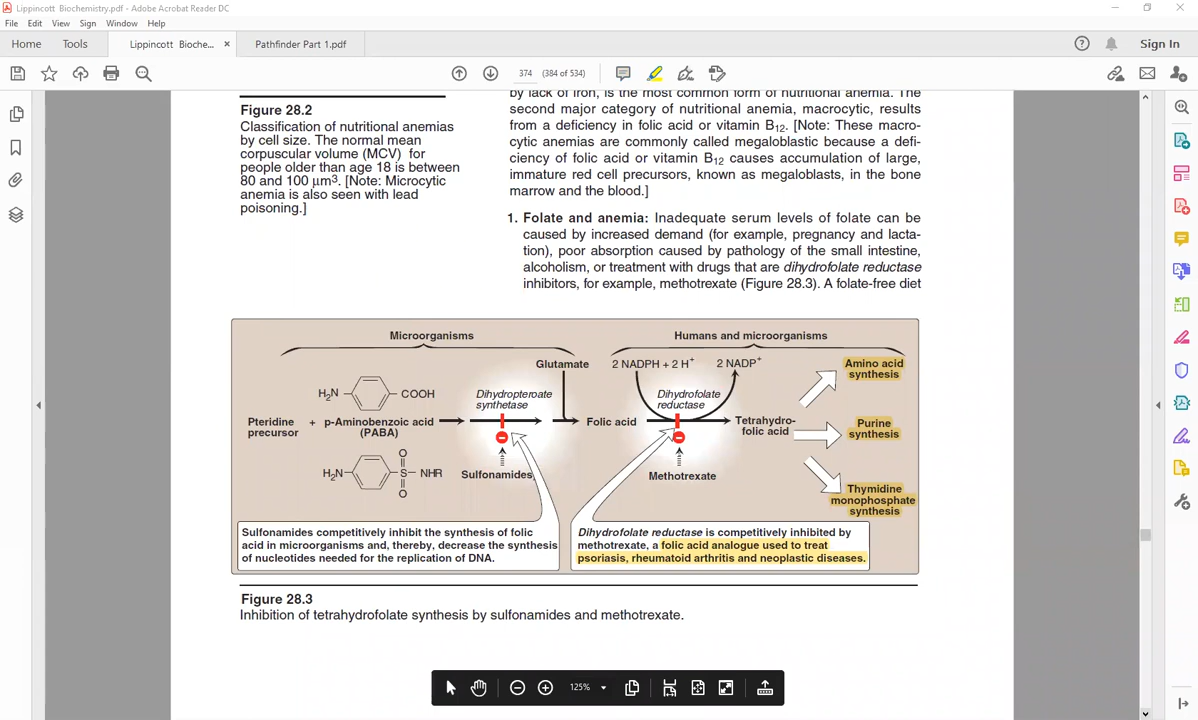 Lippincott Biochemistry.pdf - Adobe Acrobat Reader DC
File Edit View Sign Window Help
Home Tools Lippincott Bioche... × Pathfinder Part 1.pdf Sign In
374 (384 of 534)
Figure 28.2
Classification of nutritional anemias
by cell size. The normal mean
corpuscular volume (MCV) for
people older than age 18 is between
80 and 100 μm³. [Note: Microcytic
anemia is also seen with lead
poisoning.]
by lack of iron, is the most common form of nutritional anemia. The
second major category of nutritional anemia, macrocytic, results
from a deficiency in folic acid or vitamin B₁₂. [Note: These macro-
cytic anemias are commonly called megaloblastic because a defi-
ciency of folic acid or vitamin B₁₂ causes accumulation of large,
immature red cell precursors, known as megaloblasts, in the bone
marrow and the blood.]
1. Folate and anemia: Inadequate serum levels of folate can be
caused by increased demand (for example, pregnancy and lacta-
tion), poor absorption caused by pathology of the small intestine,
alcoholism, or treatment with drugs that are dihydrofolate reductase
inhibitors, for example, methotrexate (Figure 28.3). A folate-free diet
Microorganisms
Humans and microorganisms
Glutamate
2 NADPH + 2 H⁺
2 NADP⁺
Amino acid
synthesis
H₂N
COOH
Dihydropteroate
synthetase
Dihydrofolate
reductase
Pteridine
precursor
+ p-Aminobenzoic acid
(PABA)
Folic acid
Tetrahydro-
folic acid
Purine
synthesis
H₂N
O
S
NHR
O
Sulfonamides
Methotrexate
Thymidine
monophosphate
synthesis
Sulfonamides competitively inhibit the synthesis of folic
acid in microorganisms and, thereby, decrease the synthesis
of nucleotides needed for the replication of DNA.
Dihydrofolate reductase is competitively inhibited by
methotrexate, a folic acid analogue used to treat
psoriasis, rheumatoid arthritis and neoplastic diseases.
Figure 28.3
Inhibition of tetrahydrofolate synthesis by sulfonamides and methotrexate.
125%